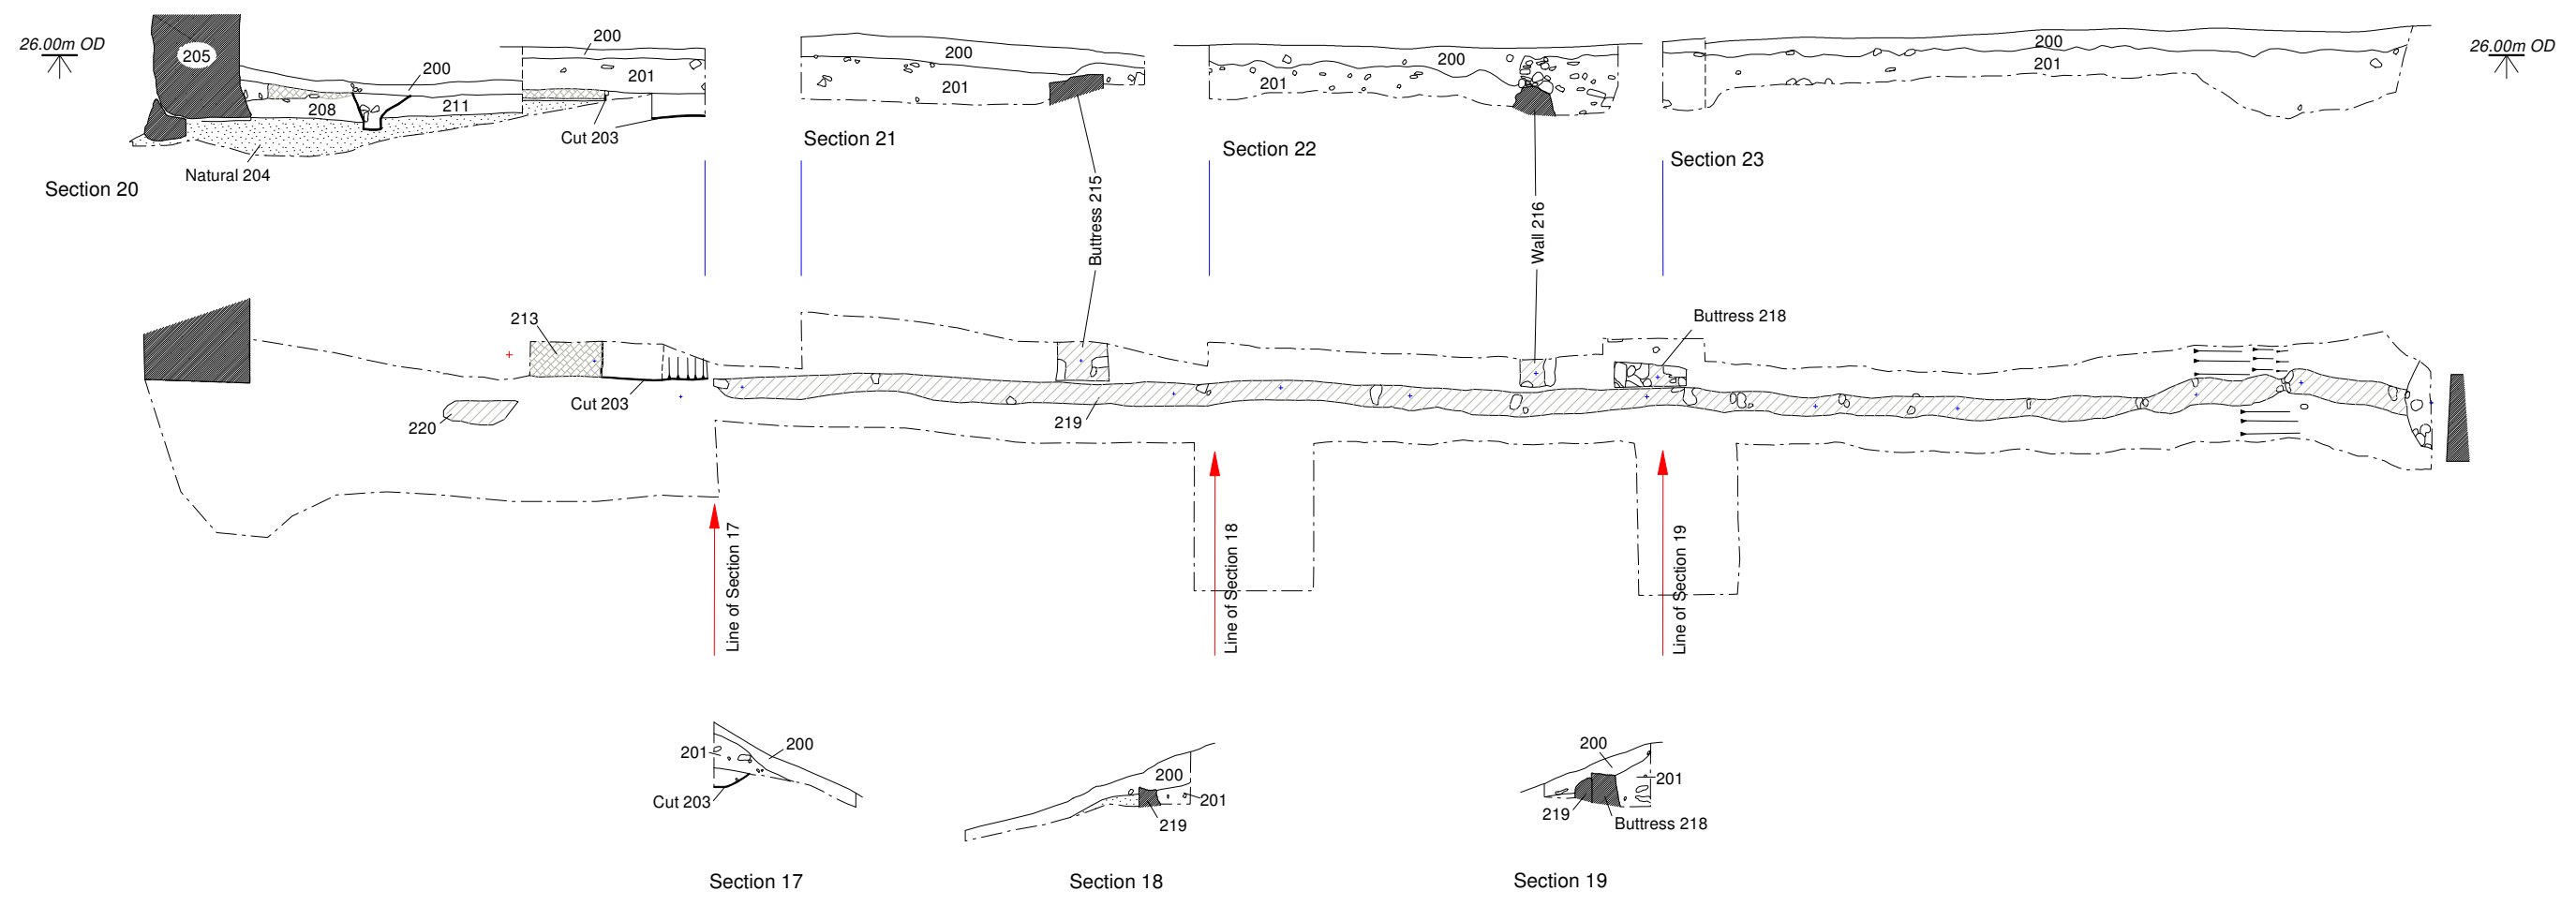 26.00m OD
205
200
200
201
208
211
Cut 203
Natural 204
Section 20
200
201
Section 21
Buttress 215
200
201
Section 22
Wall 216
200
201
Section 23
26.00m OD
213
Cut 203
220
219
Buttress 218
Line of Section 17
Line of Section 18
Line of Section 19
201
200
Cut 203
Section 17
200
201
219
Section 18
200
201
219
Buttress 218
Section 19